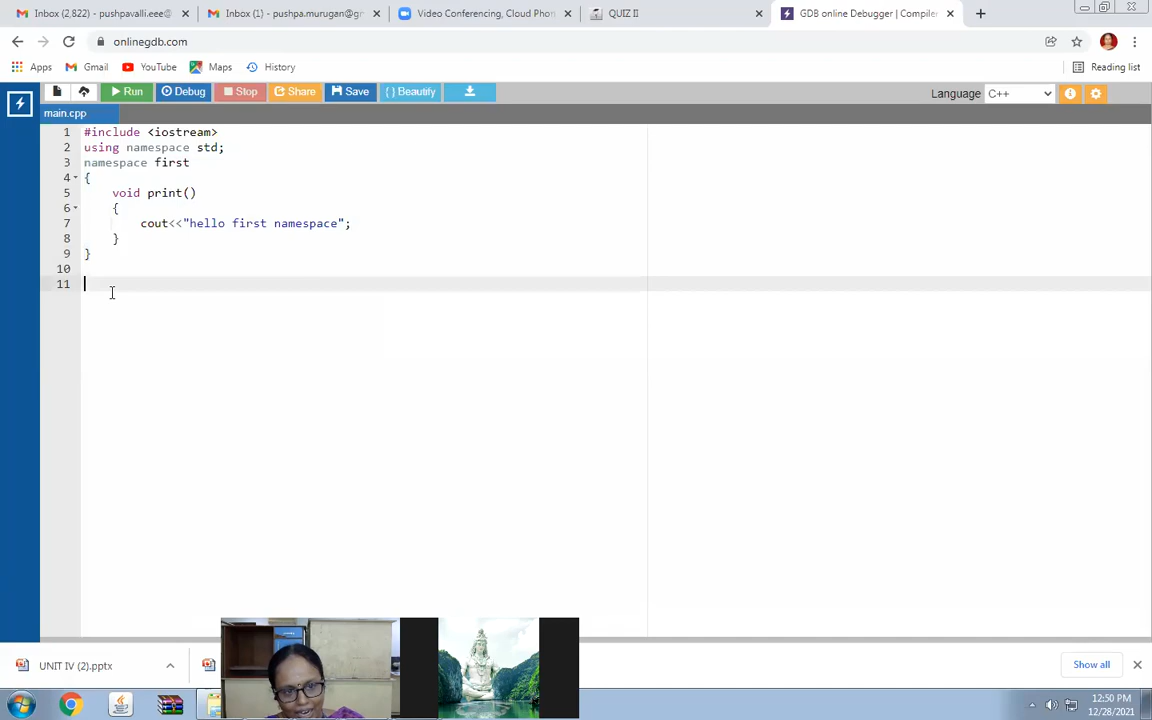 Inbox (2,822) - pushpavalli.eee@
Inbox (1) - pushpa.murugan@gm
Video Conferencing, Cloud Phon
QUIZ II
GDB online Debugger | Compiler
onlinegdb.com
Apps
Gmail
YouTube
Maps
History
Reading list
Run
Debug
Stop
Share
Save
{ } Beautify
Language
C++
main.cpp
1 #include <iostream>
2 using namespace std;
3 namespace first
4 {
5 void print()
6 {
7 cout<<"hello first namespace";
8 }
9 }
10
11
UNIT IV (2).pptx
Show all
12:50 PM
12/28/2021